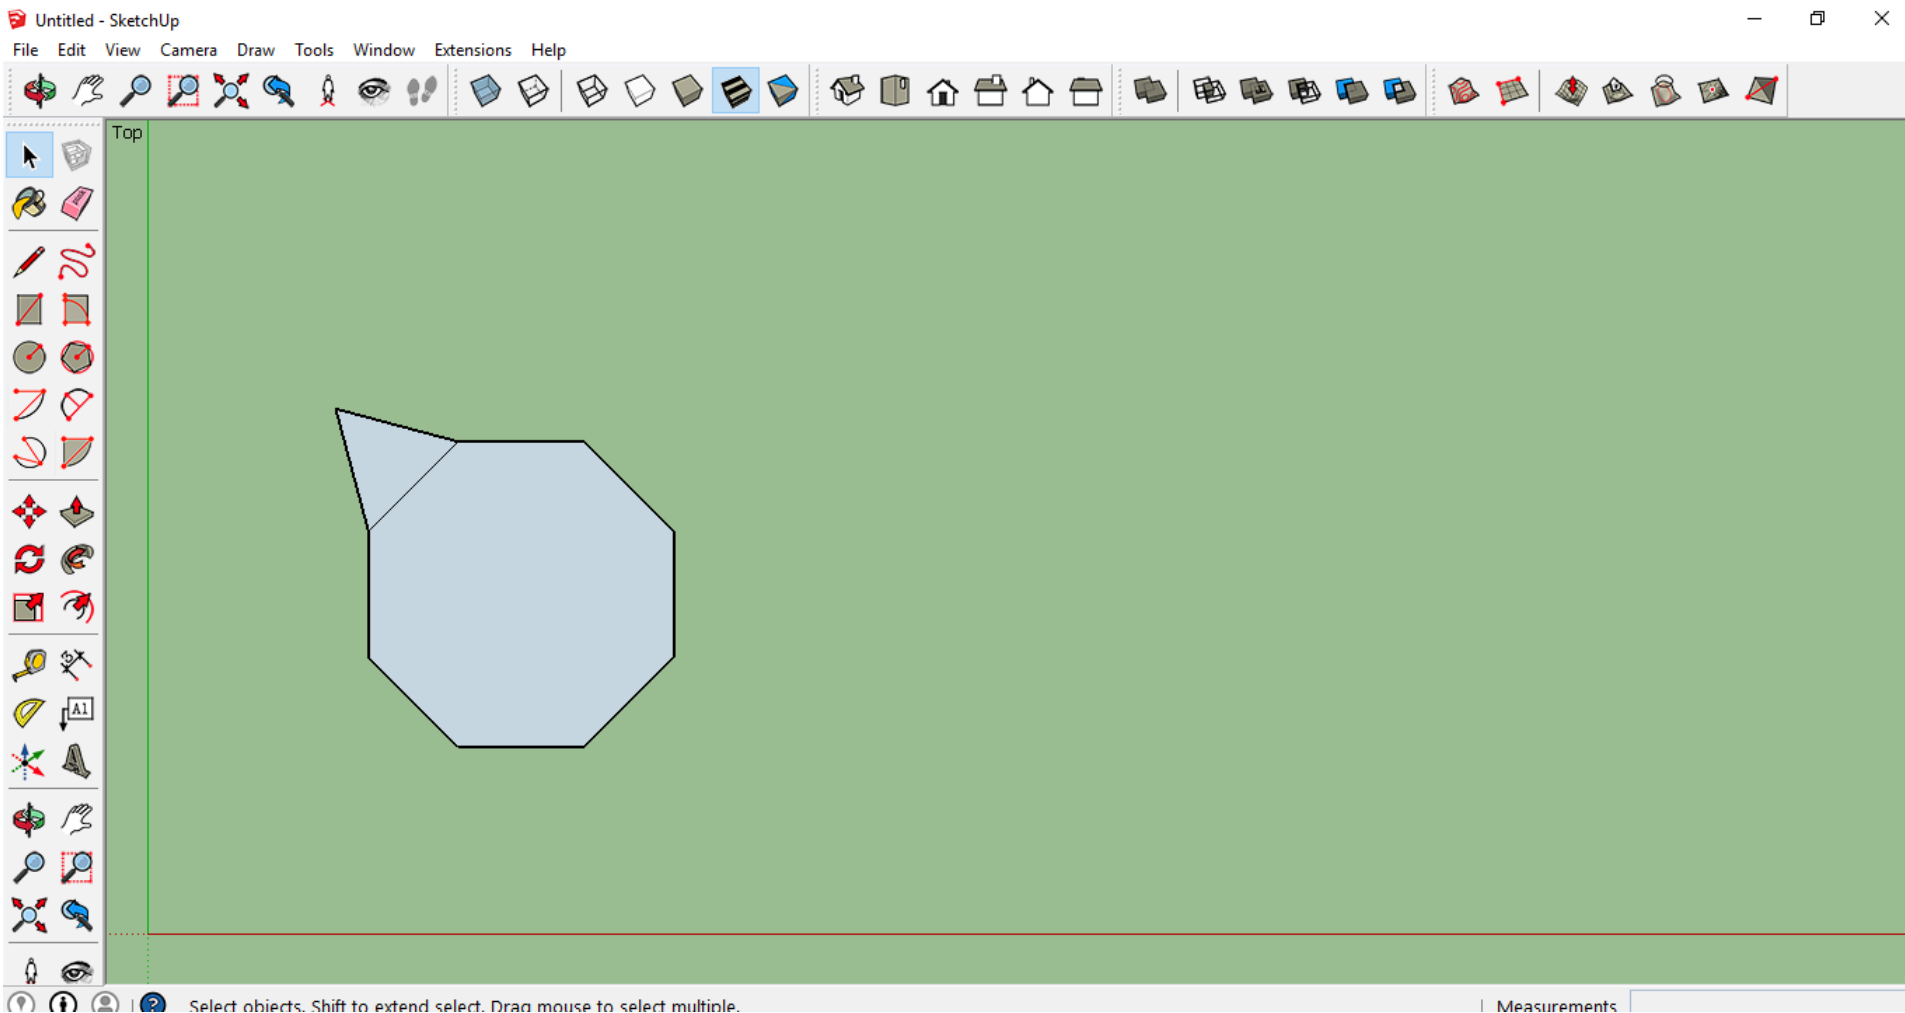 Untitled - SketchUp
File Edit View Camera Draw Tools Window Extensions Help
Top
A1
Select objects. Shift to extend select. Drag mouse to select multiple.
Measurements